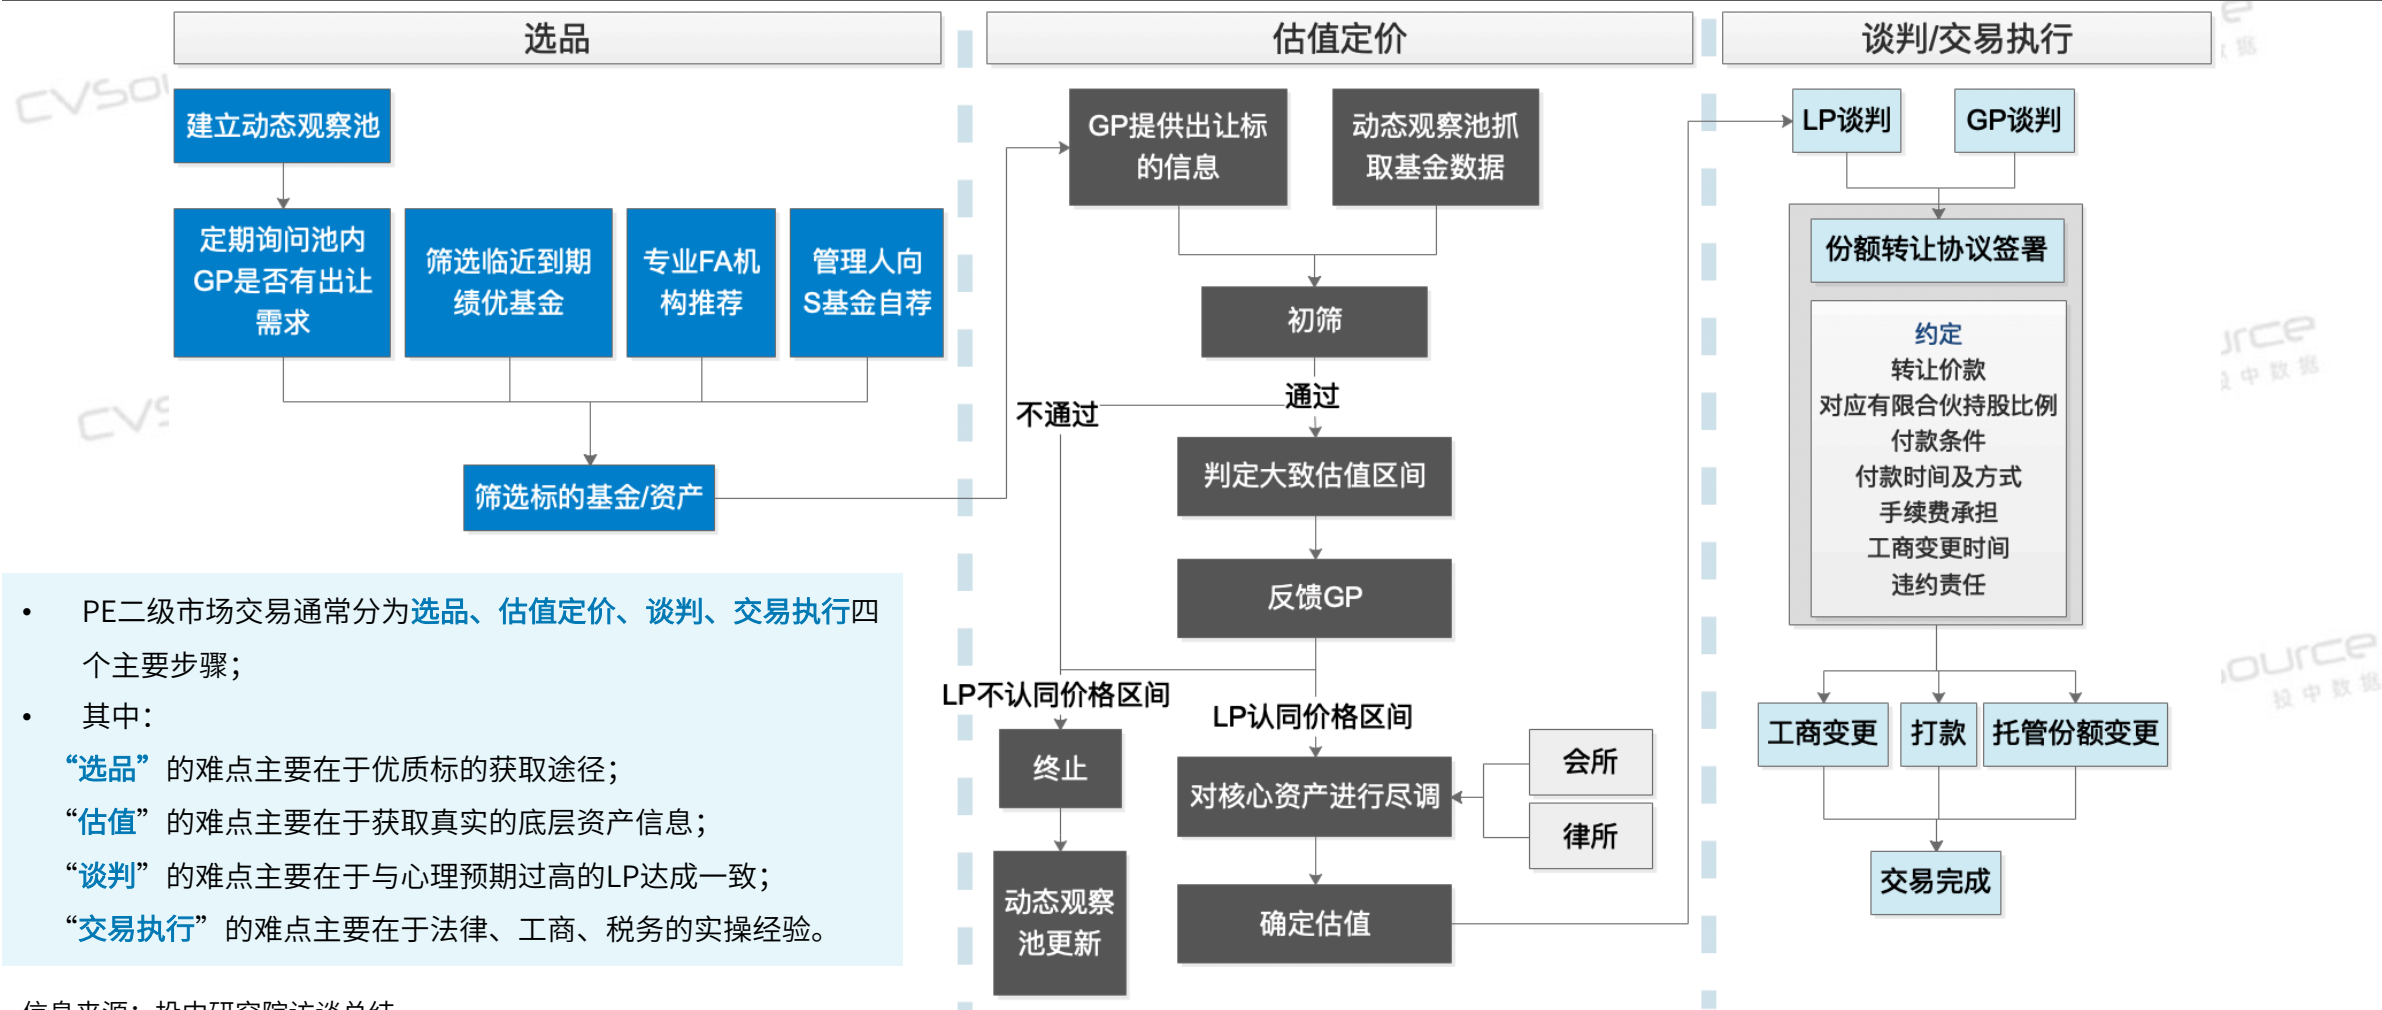 选品
估值定价
谈判/交易执行
建立动态观察池
定期询问池内
GP是否有出让
需求
筛选临近到期
绩优基金
专业FA机
构推荐
管理人向
S基金自荐
筛选标的基金/资产
GP提供出让标
的信息
动态观察池抓
取基金数据
初筛
不通过
通过
判定大致估值区间
反馈GP
LP不认同价格区间
LP认同价格区间
终止
对核心资产进行尽调
会所
律所
动态观察
池更新
确定估值
LP谈判
GP谈判
份额转让协议签署
约定
转让价款
对应有限合伙持股比例
付款条件
付款时间及方式
手续费承担
工商变更时间
违约责任
工商变更
打款
托管份额变更
交易完成
• PE二级市场交易通常分为选品、估值定价、谈判、交易执行四
个主要步骤；
• 其中：
“选品”的难点主要在于优质标的获取途径；
“估值”的难点主要在于获取真实的底层资产信息；
“谈判”的难点主要在于与心理预期过高的LP达成一致；
“交易执行”的难点主要在于法律、工商、税务的实操经验。
信息来源：投中研究院访谈总结